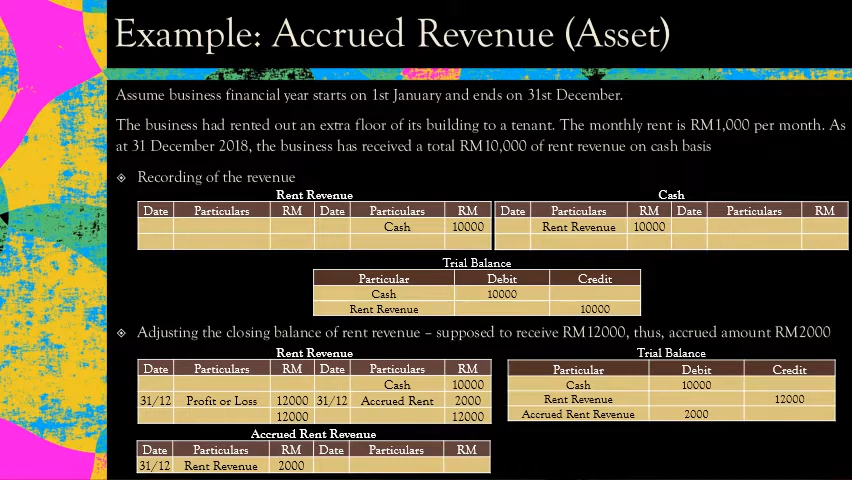 Example: Accrued Revenue (Asset)
Assume business financial year starts on 1st January and ends on 31st December.
The business had rented out an extra floor of its building to a tenant. The monthly rent is RM1,000 per month. As
at 31 December 2018, the business has received a total RM10,000 of rent revenue on cash basis
Recording of the revenue
Rent Revenue
Date Particulars RM Date Particulars RM
Cash 10000
Cash
Date Particulars RM Date Particulars RM
Rent Revenue 10000
Trial Balance
Particular Debit Credit
Cash 10000
Rent Revenue 10000
Adjusting the closing balance of rent revenue – supposed to receive RM12000, thus, accrued amount RM2000
Rent Revenue
Date Particulars RM Date Particulars RM
Cash 10000
31/12 Profit or Loss 12000 31/12 Accrued Rent 2000
12000 12000
Trial Balance
Particular Debit Credit
Cash 10000
Rent Revenue 12000
Accrued Rent Revenue 2000
Accrued Rent Revenue
Date Particulars RM Date Particulars RM
31/12 Rent Revenue 2000